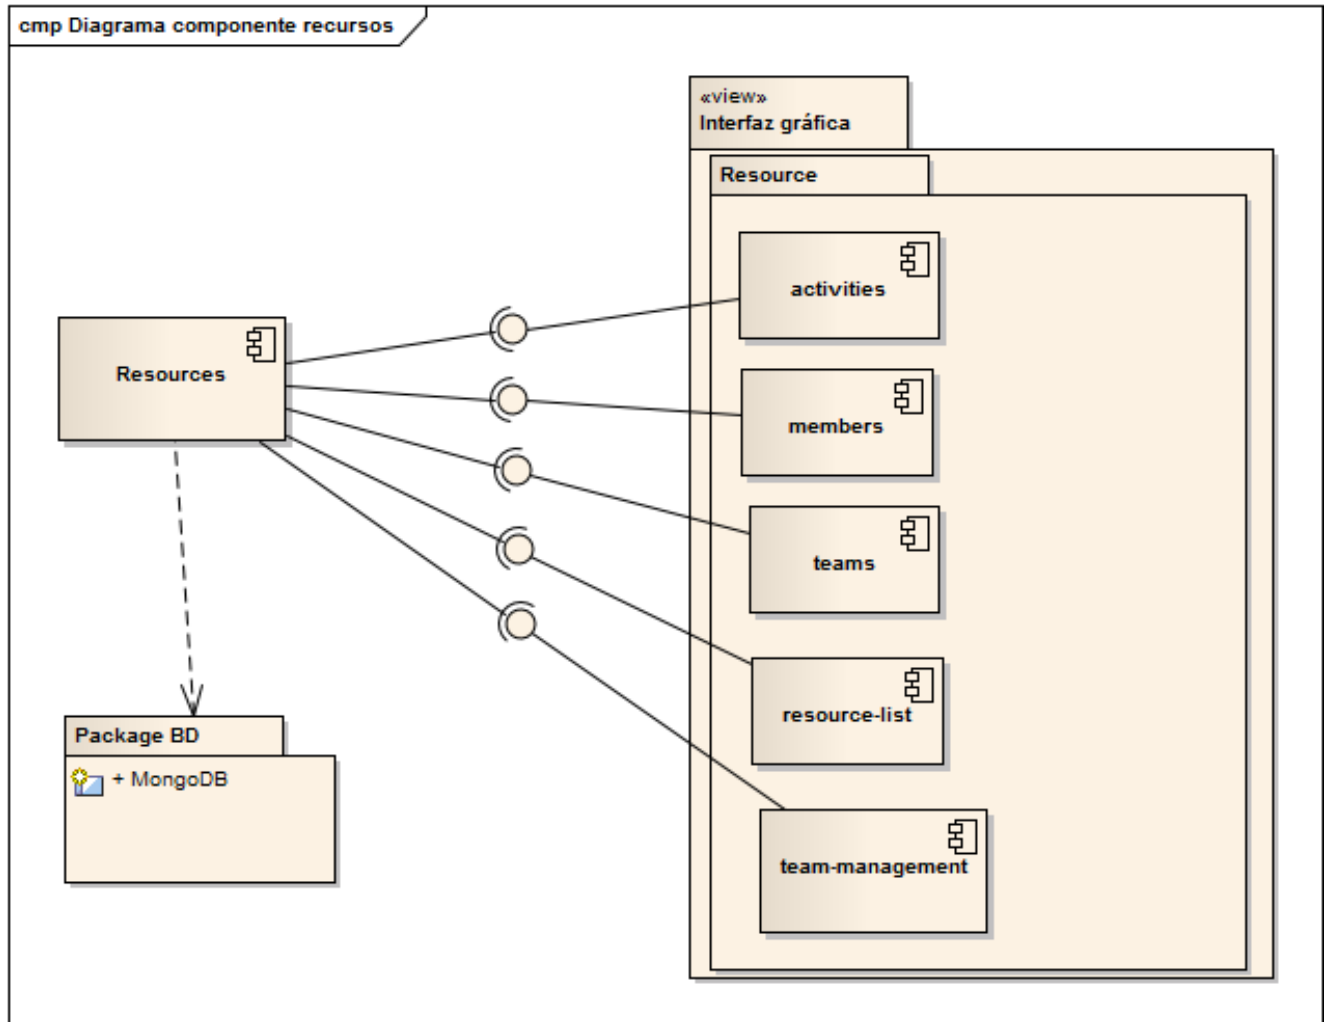 cmp Diagrama componente recursos
«view»
Interfaz gráfica
Resource
activities
Resources
members
teams
resource-list
Package BD
+ MongoDB
team-management